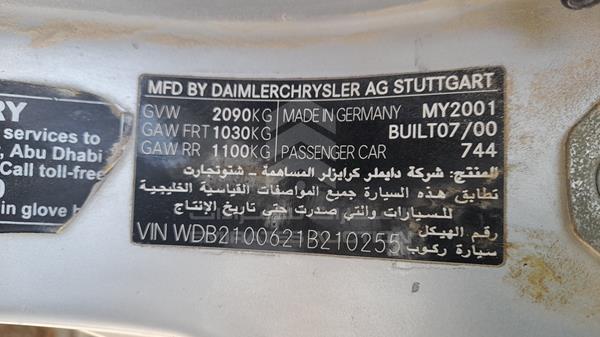 MFD BY DAIMLERCHRYSLER AG STUTTGART
GVW 2090KG MADE IN GERMANY MY2001
GAW FRT 1030KG BUILT07/00
GAW RR 1100KG PASSENGER CAR 744
المنتج: شركة دايملر كرايزلر المساهمة - شتوتجارت
تطابق هذه السيارة جميع المواصفات القياسية الخليجية
للسيارات والتي صدرت حتى تاريخ الإنتاج
رقم الهيكل
VIN WDB2100621B210255 سيارة ركوب
RY
services to
Abu Dhabi
Call toll-free
in glove